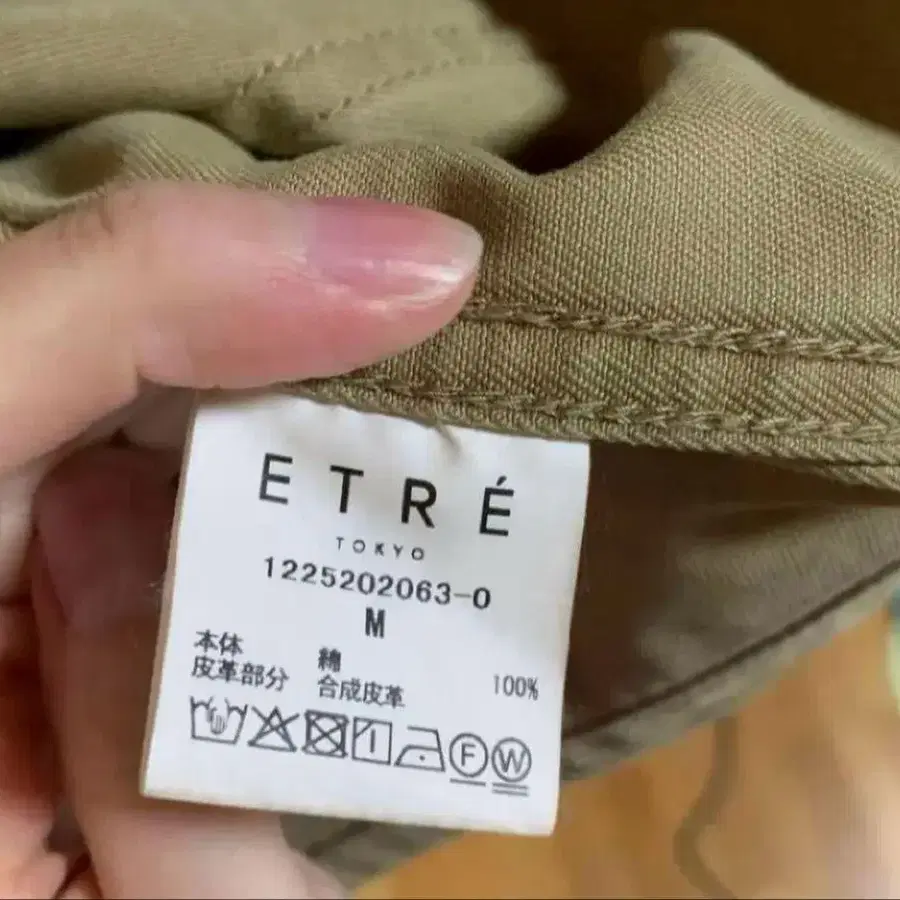 ETRÉ
TOKYO
1225202063-0
M
本体 綿 100%
皮革部分 合成皮革
F W